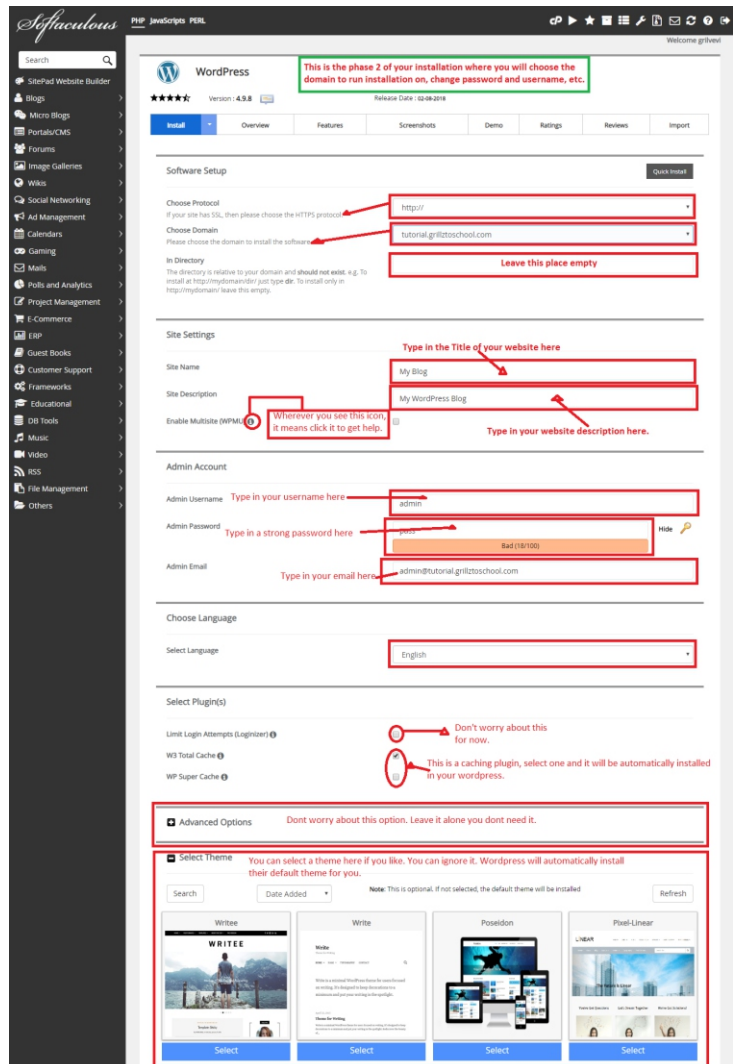 Softaculous
PHP JavaScripts PERL
Welcome grilvevi
Search
SitePad Website Builder
Blogs
Micro Blogs
Portals/CMS
Forums
Image Galleries
Wikis
Social Networking
Ad Management
Calendars
Gaming
Mails
Polls and Analytics
Project Management
E-Commerce
ERP
Guest Books
Customer Support
Frameworks
Educational
DB Tools
Music
Video
RSS
File Management
Others
WordPress
This is the phase 2 of your installation where you will choose the
domain to run installation on, change password and username, etc.
Version : 4.9.8
Release Date : 02-08-2018
Install Overview Features Screenshots Demo Ratings Reviews Import
Software Setup
Quick Install
Choose Protocol
If your site has SSL, then please choose the HTTPS protocol.
http://
Choose Domain
Please choose the domain to install the software.
tutorial.grillztoschool.com
In Directory
The directory is relative to your domain and should not exist. e.g. To
install at http://mydomain/dir/ just type dir. To install only in
http://mydomain/ leave this empty.
Leave this place empty
Site Settings
Type in the Title of your website here
Site Name
My Blog
Site Description
My WordPress Blog
Enable Multisite (WPMU)
Wherever you see this icon,
it means click it to get help.
Type in your website description here.
Admin Account
Admin Username
Type in your username here
admin
Admin Password
Type in a strong password here
pass
Hide
Bad (18/100)
Admin Email
Type in your email here
admin@tutorial.grillztoschool.com
Choose Language
Select Language
English
Select Plugin(s)
Limit Login Attempts (Loginizer)
Don't worry about this
for now.
W3 Total Cache
This is a caching plugin, select one and it will be automatically installed
in your wordpress.
WP Super Cache
Advanced Options
Dont worry about this option. Leave it alone you dont need it.
Select Theme
You can select a theme here if you like. You can ignore it. Wordpress will automatically install
their default theme for you.
Search
Date Added
Note: This is optional. If not selected, the default theme will be installed
Refresh
Writee
Write
Poseidon
Pixel-Linear
WRITEE
Write
LINEAR
Select
Select
Select
Select